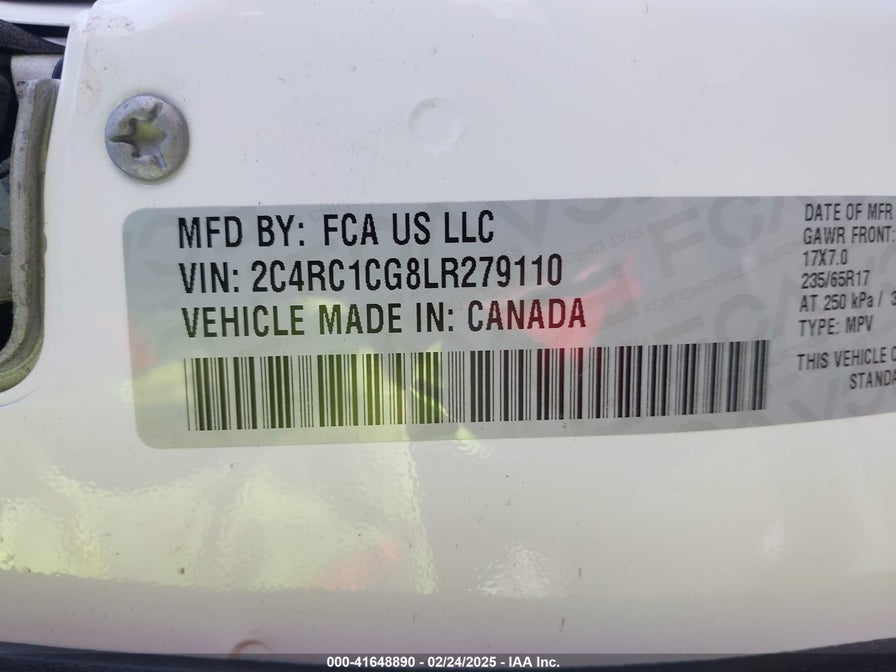 MFD BY: FCA US LLC
VIN: 2C4RC1CG8LR279110
VEHICLE MADE IN: CANADA
DATE OF MFR
GAWR FRONT:
17X7.0
235/65R17
AT 250 kPa / 3
TYPE: MPV
THIS VEHICLE C
STANDA
000-41648890 - 02/24/2025 - IAA Inc.